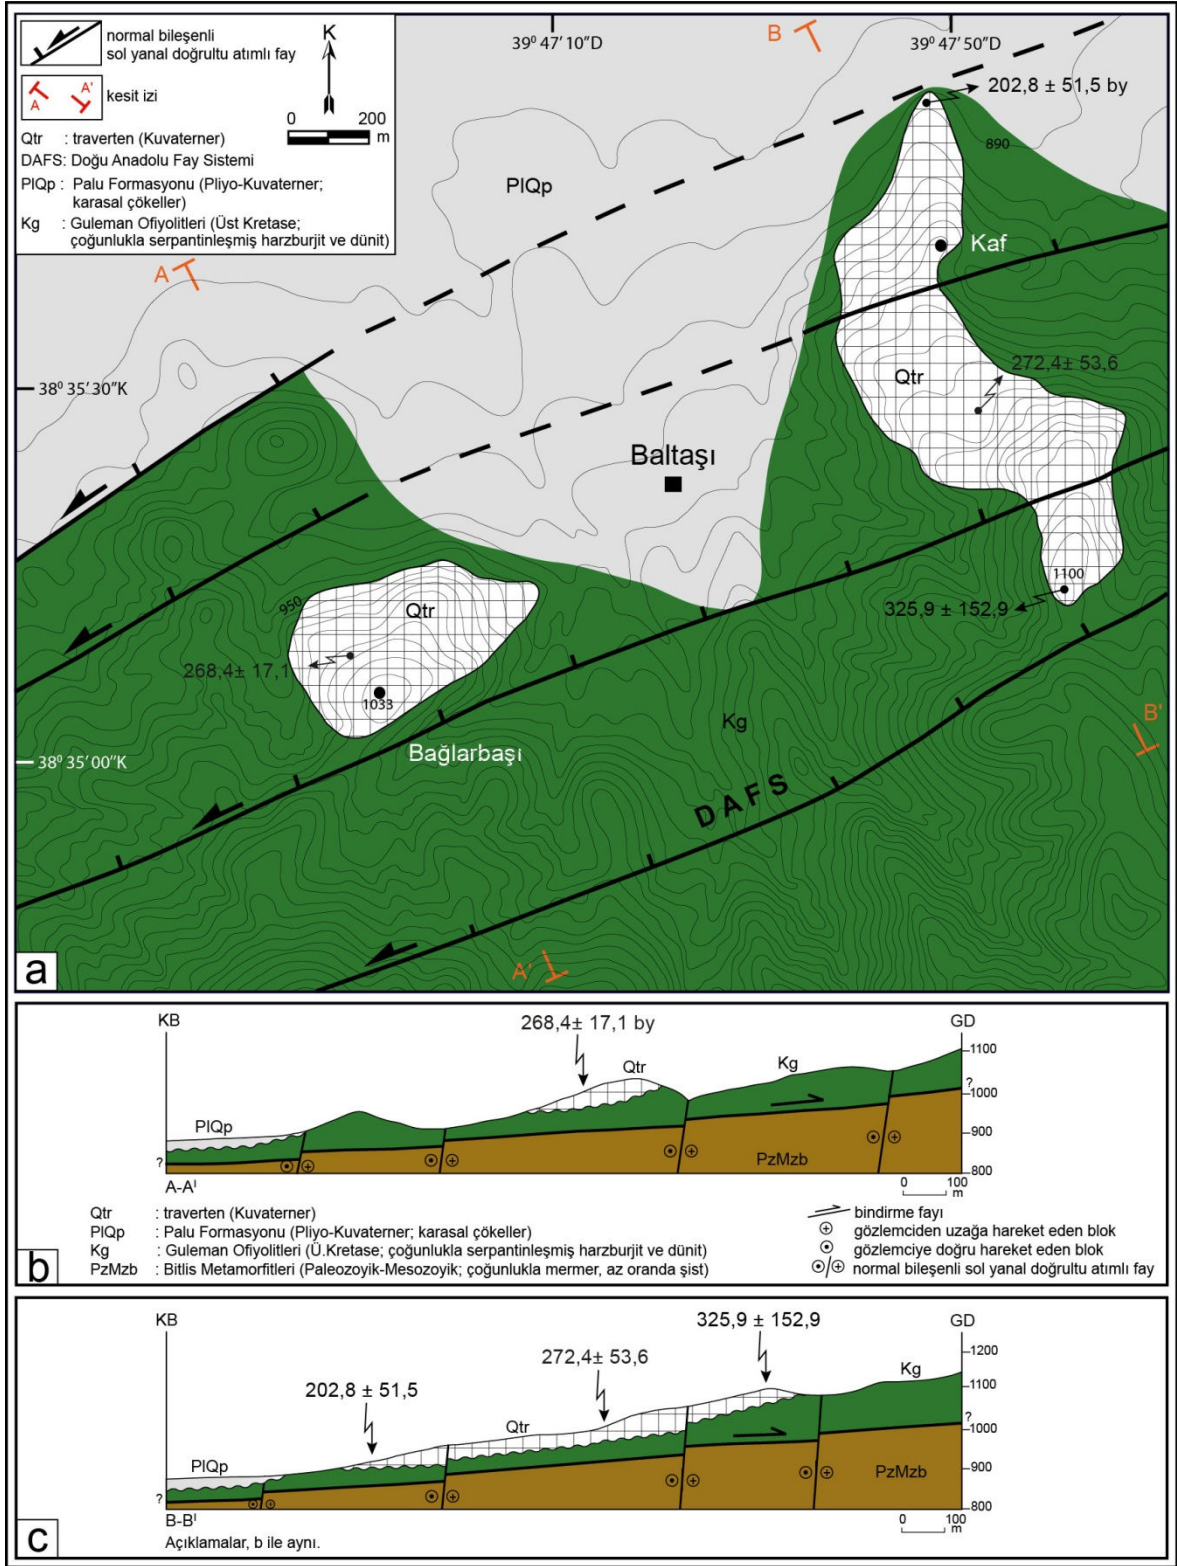 normal bileşenli
sol yanal doğrultu atımlı fay
A A' kesit izi
K
0 200
m
Qtr : traverten (Kuvaterner)
DAFS: Doğu Anadolu Fay Sistemi
PlQp : Palu Formasyonu (Pliyo-Kuvaterner;
karasal çökeller)
Kg : Guleman Ofiyolitleri (Üst Kretase;
çoğunlukla serpantinleşmiş harzburjit ve dünit)
39⁰ 47' 10"D
B
39⁰ 47' 50"D
202,8 ± 51,5 by
890
PlQp
Kaf
A
38⁰ 35' 30"K
Qtr
272,4± 53,6
Baltaşı
1100
325,9 ± 152,9
950
Qtr
268,4± 17,1
1033
Kg
B'
Bağlarbaşı
38⁰ 35' 00"K
DAFS
A'
a
KB
268,4± 17,1 by
GD
Qtr
Kg
1100
?
1000
PlQp
900
?
PzMzb
800
A-A'
0 100
m
Qtr : traverten (Kuvaterner)
PlQp : Palu Formasyonu (Pliyo-Kuvaterner; karasal çökeller)
Kg : Guleman Ofiyolitleri (Ü.Kretase; çoğunlukla serpantinleşmiş harzburjit ve dünit)
PzMzb : Bitlis Metamorfitleri (Paleozoyik-Mesozoyik; çoğunlukla mermer, az oranda şist)
bindirme fayı
gözlemciden uzağa hareket eden blok
gözlemciye doğru hareket eden blok
normal bileşenli sol yanal doğrultu atımlı fay
b
KB
325,9 ± 152,9
GD
272,4± 53,6
1200
202,8 ± 51,5
Kg
1100
Qtr
?
1000
PlQp
900
PzMzb
?
800
B-B'
0 100
m
Açıklamalar, b ile aynı.
c